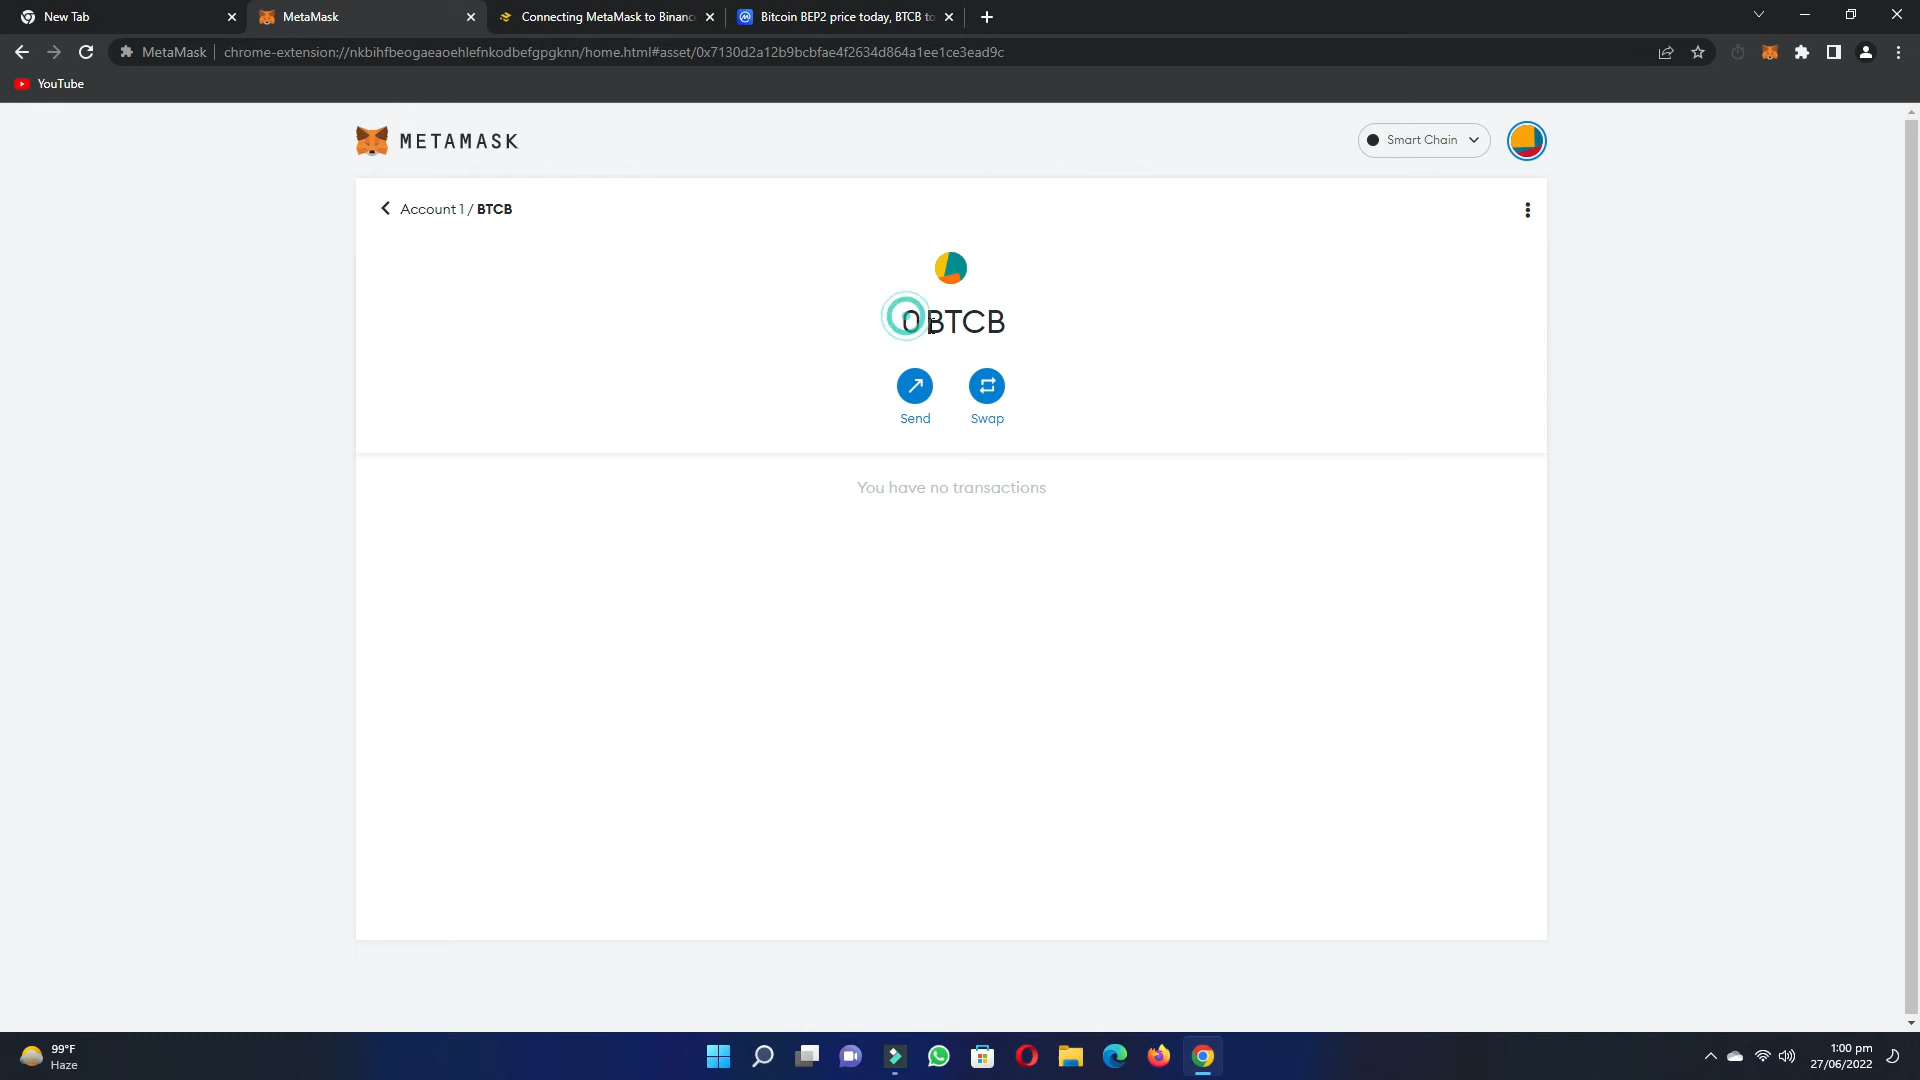 New Tab
MetaMask
Connecting MetaMask to Binanc
Bitcoin BEP2 price today, BTCB to
MetaMask
chrome-extension://nkbihfbeogaeaoehlefnkodbefgpgknn/home.html#asset/0x7130d2a12b9bcbfae4f2634d864a1ee1ce3ead9c
YouTube
METAMASK
Smart Chain
Account 1 / BTCB
0 BTCB
Send
Swap
You have no transactions
99°F
Haze
1:00 pm
27/06/2022